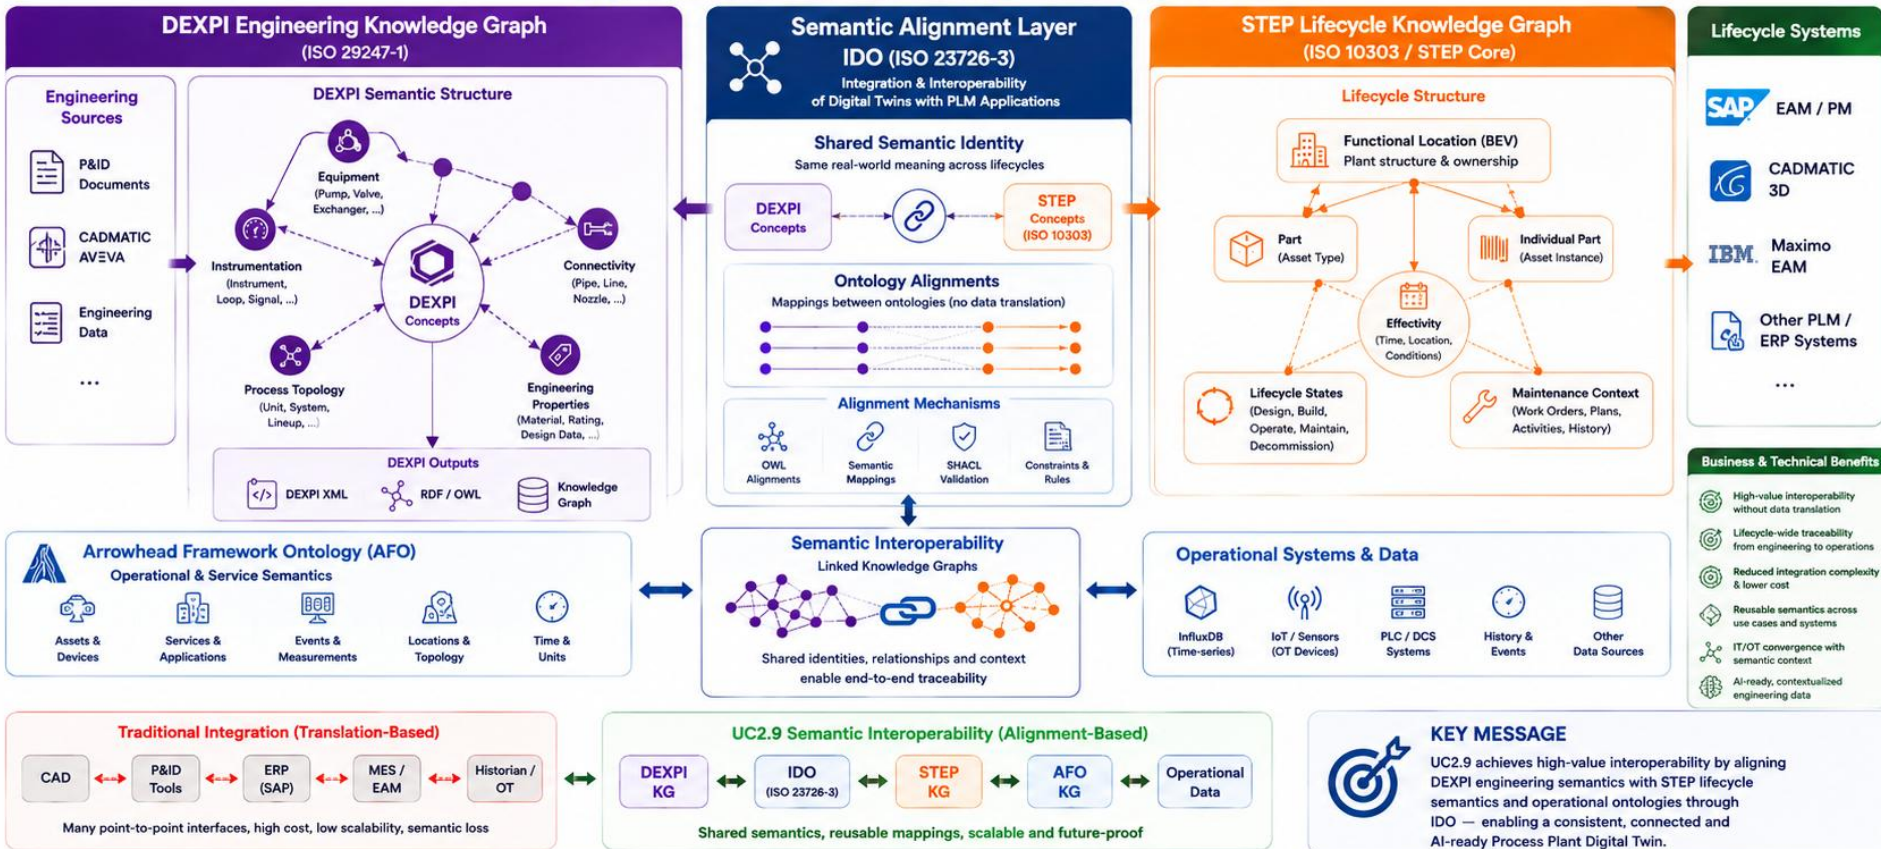 DEXPI Engineering Knowledge Graph
(ISO 29247-1)
Engineering
Sources
P&ID
Documents
CADMATIC
AVEVA
Engineering
Data
...
DEXPI Semantic Structure
Equipment
(Pump, Valve,
Exchanger, ...)
Instrumentation
(Instrument,
Loop, Signal, ...)
DEXPI
Concepts
Connectivity
(Pipe, Line,
Nozzle, ...)
Process Topology
(Unit, System,
Lineup, ...)
Engineering
Properties
(Material, Rating,
Design Data, ...)
DEXPI Outputs
</>
DEXPI XML
RDF / OWL
Knowledge
Graph
Semantic Alignment Layer
IDO (ISO 23726-3)
Integration & Interoperability
of Digital Twins with PLM Applications
Shared Semantic Identity
Same real-world meaning across lifecycles
DEXPI
Concepts
STEP
Concepts
(ISO 10303)
Ontology Alignments
Mappings between ontologies (no data translation)
Alignment Mechanisms
OWL
Alignments
Semantic
Mappings
SHACL
Validation
Constraints &
Rules
STEP Lifecycle Knowledge Graph
(ISO 10303 / STEP Core)
Lifecycle Structure
Functional Location (BEV)
Plant structure & ownership
Part
(Asset Type)
Individual Part
(Asset Instance)
Effectivity
(Time, Location,
Conditions)
Lifecycle States
(Design, Build,
Operate, Maintain,
Decommission)
Maintenance Context
(Work Orders, Plans,
Activities, History)
Lifecycle Systems
SAP
EAM / PM
CADMATIC
3D
IBM.
Maximo
EAM
Other PLM /
ERP Systems
...
Business & Technical Benefits
High-value interoperability
without data translation
Lifecycle-wide traceability
from engineering to operations
Reduced integration complexity
& lower cost
Reusable semantics across
use cases and systems
IT/OT convergence with
semantic context
AI-ready, contextualized
engineering data
Arrowhead Framework Ontology (AFO)
Operational & Service Semantics
Assets &
Devices
Services &
Applications
Events &
Measurements
Locations &
Topology
Time &
Units
Semantic Interoperability
Linked Knowledge Graphs
Shared identities, relationships and context
enable end-to-end traceability
Operational Systems & Data
InfluxDB
(Time-series)
IoT / Sensors
(OT Devices)
PLC / DCS
Systems
History &
Events
Other
Data Sources
Traditional Integration (Translation-Based)
CAD
P&ID
Tools
ERP
(SAP)
MES /
EAM
Historian /
OT
Many point-to-point interfaces, high cost, low scalability, semantic loss
UC2.9 Semantic Interoperability (Alignment-Based)
DEXPI
KG
IDO
(ISO 23726-3)
STEP
KG
AFO
KG
Operational
Data
Shared semantics, reusable mappings, scalable and future-proof
KEY MESSAGE
UC2.9 achieves high-value interoperability by aligning
DEXPI engineering semantics with STEP lifecycle
semantics and operational ontologies through
IDO — enabling a consistent, connected and
AI-ready Process Plant Digital Twin.